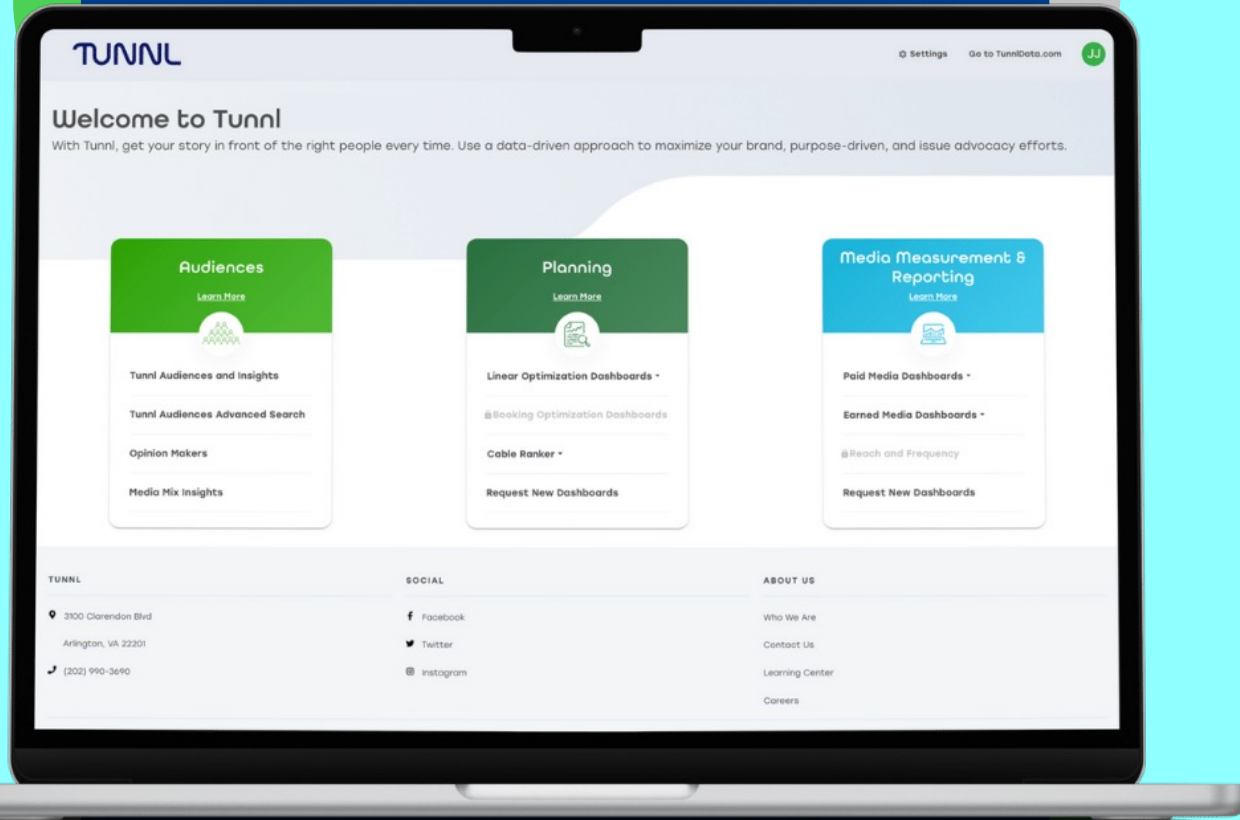 TUNNL
Settings
Go to TunnlData.com
JJ
Welcome to Tunnl
With Tunnl, get your story in front of the right people every time. Use a data-driven approach to maximize your brand, purpose-driven, and issue advocacy efforts.
Audiences
Learn More
Tunnl Audiences and Insights
Tunnl Audiences Advanced Search
Opinion Makers
Media Mix Insights
Planning
Learn More
Linear Optimization Dashboards
Booking Optimization Dashboards
Cable Ranker
Request New Dashboards
Media Measurement &
Reporting
Learn More
Paid Media Dashboards
Earned Media Dashboards
Reach and Frequency
Request New Dashboards
TUNNL
3100 Clarendon Blvd
Arlington, VA 22201
(202) 990-3690
SOCIAL
Facebook
Twitter
Instagram
ABOUT US
Who We Are
Contact Us
Learning Center
Careers